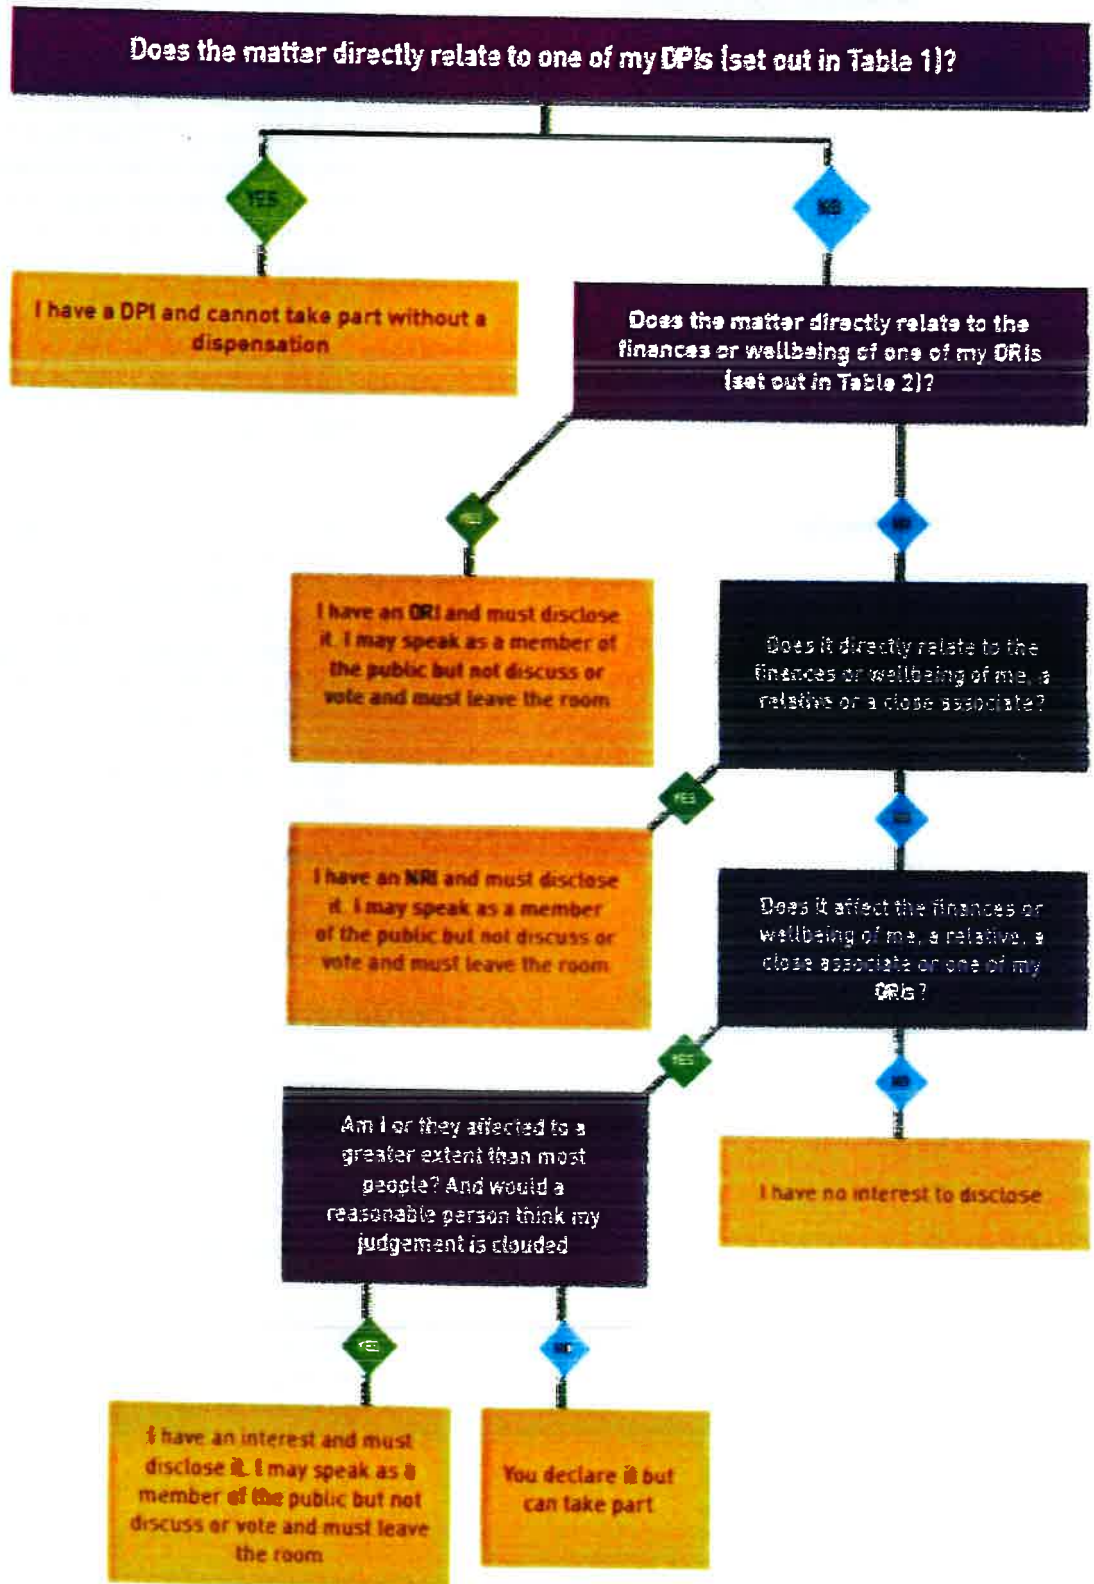 Does the matter directly relate to one of my DPIs (set out in Table 1)?
YES
NO
I have a DPI and cannot take part without a
dispensation
Does the matter directly relate to the
finances or wellbeing of one of my ORIs
(set out in Table 2)?
YES
NO
I have an ORI and must disclose
it. I may speak as a member of
the public but not discuss or
vote and must leave the room
Does it directly relate to the
finances or wellbeing of me, a
relative or a close associate?
YES
NO
I have an NRI and must disclose
it. I may speak as a member
of the public but not discuss or
vote and must leave the room
Does it affect the finances or
wellbeing of me, a relative, a
close associate or one of my
ORIs?
YES
NO
Am I or they affected to a
greater extent than most
people? And would a
reasonable person think my
judgement is clouded
I have no interest to disclose
YES
NO
I have an interest and must
disclose it. I may speak as a
member of the public but not
discuss or vote and must leave
the room
You declare it but
can take part